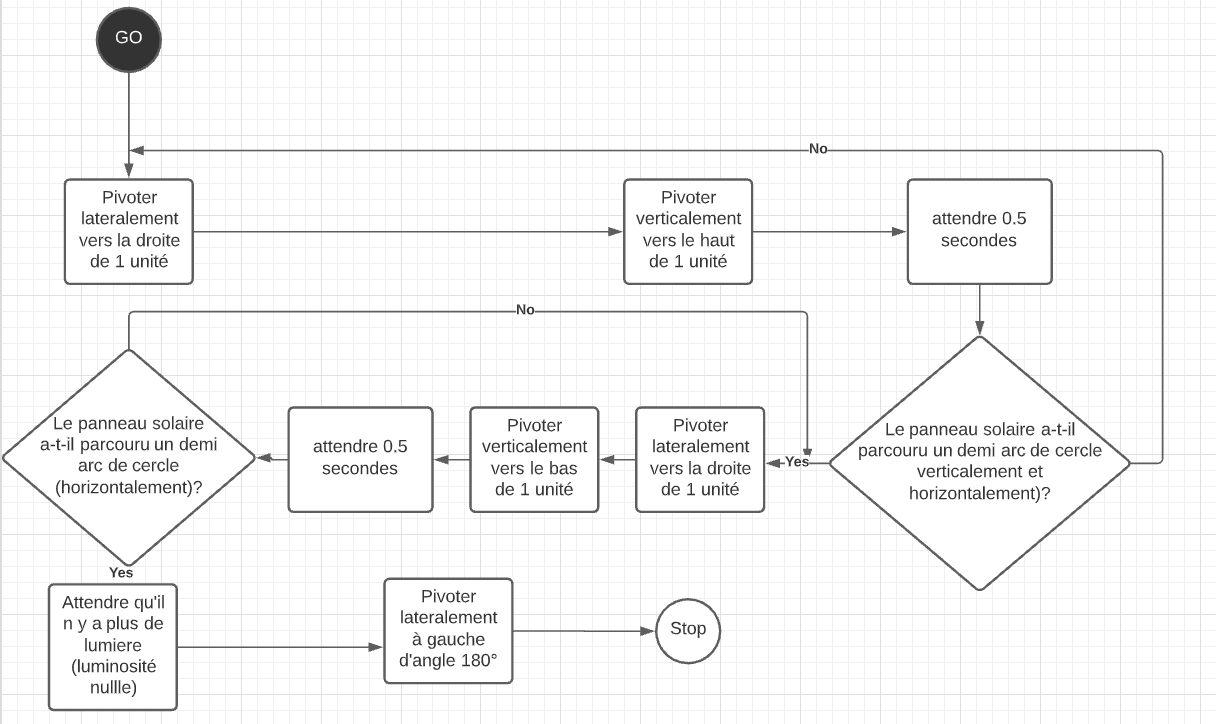 GO
No
Pivoter
lateralement
vers la droite
de 1 unité
Pivoter
verticalement
vers le haut
de 1 unité
attendre 0.5
secondes
No
Le panneau solaire
a-t-il parcouru un demi
arc de cercle
(horizontalement)?
attendre 0.5
secondes
Pivoter
verticalement
vers le bas
de 1 unité
Pivoter
lateralement
vers la droite
de 1 unité
Yes
Le panneau solaire a-t-il
parcouru un demi arc de cercle
verticalement et
horizontalement)?
Yes
Attendre qu'il
n y a plus de
lumiere
(luminosité
nullle)
Pivoter
lateralement
à gauche
d'angle 180°
Stop